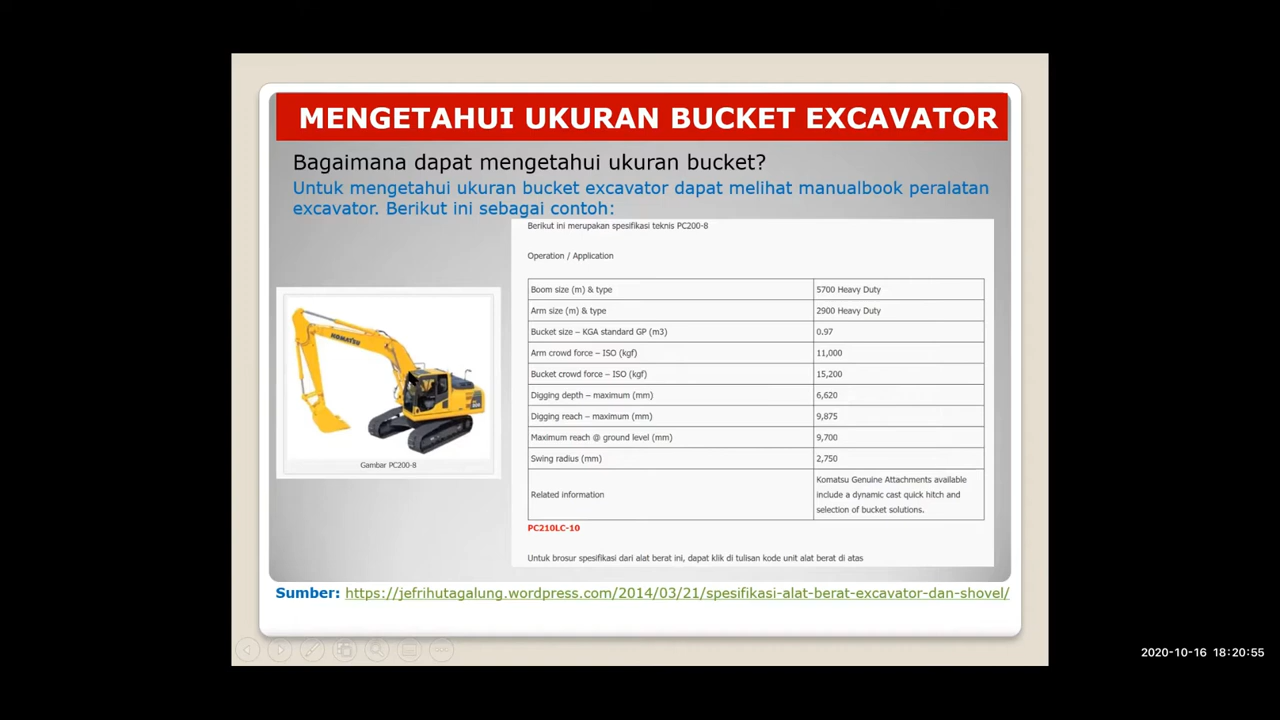 MENGETAHUI UKURAN BUCKET EXCAVATOR
Bagaimana dapat mengetahui ukuran bucket?
Untuk mengetahui ukuran bucket excavator dapat melihat manualbook peralatan
excavator. Berikut ini sebagai contoh:
Berikut ini merupakan spesifikasi teknis PC200-8
Operation / Application
Boom size (m) & type 5700 Heavy Duty
Arm size (m) & type 2900 Heavy Duty
Bucket size – KGA standard GP (m3) 0.97
Arm crowd force – ISO (kgf) 11,000
Bucket crowd force – ISO (kgf) 15,200
Digging depth – maximum (mm) 6,620
Digging reach – maximum (mm) 9,875
Maximum reach @ ground level (mm) 9,700
Swing radius (mm) 2,750
Related information Komatsu Genuine Attachments available
include a dynamic cast quick hitch and
selection of bucket solutions.
KOMATSU
Gambar PC200-8
PC210LC-10
Untuk brosur spesifikasi dari alat berat ini, dapat klik di tulisan kode unit alat berat di atas
Sumber: https://jefrihutagalung.wordpress.com/2014/03/21/spesifikasi-alat-berat-excavator-dan-shovel/
2020-10-16 18:20:55